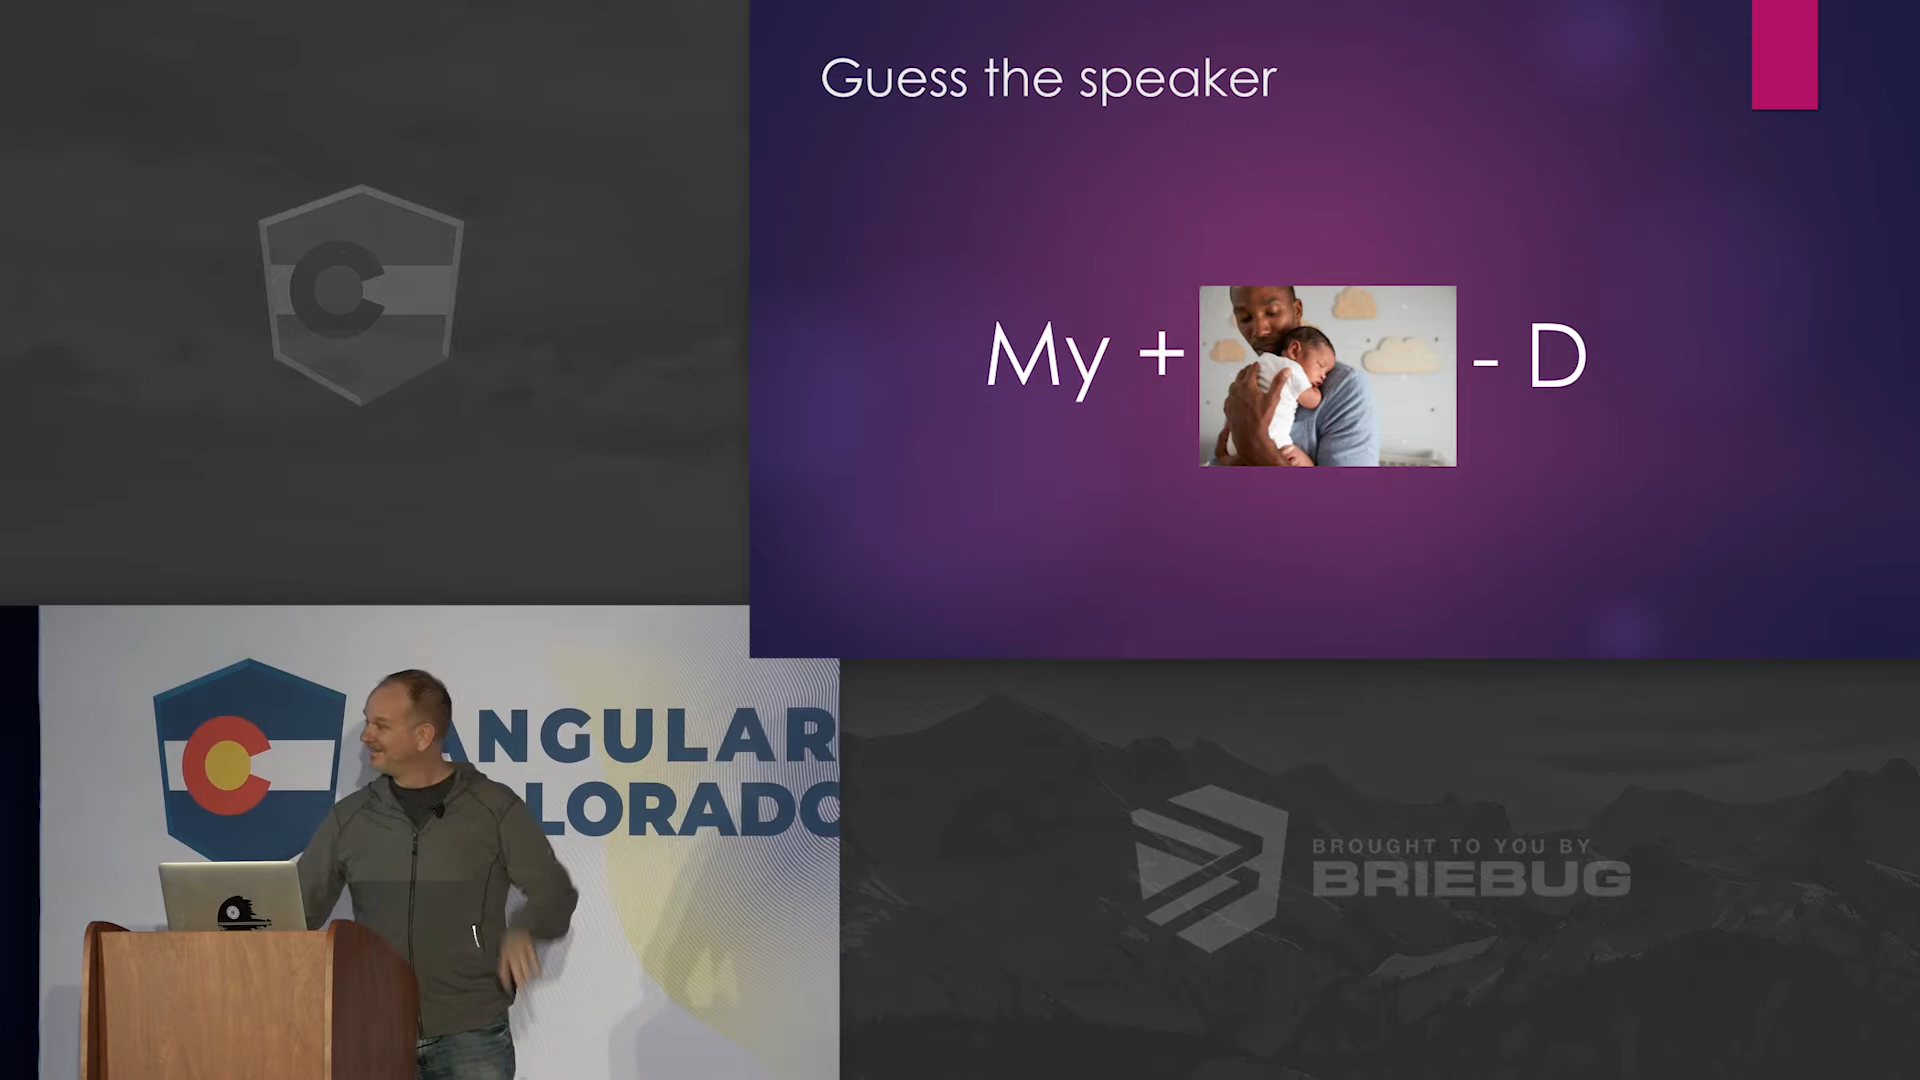 Guess the speaker
My + - D
ANGULAR
LORADO
BROUGHT TO YOU BY
BRIEBUG